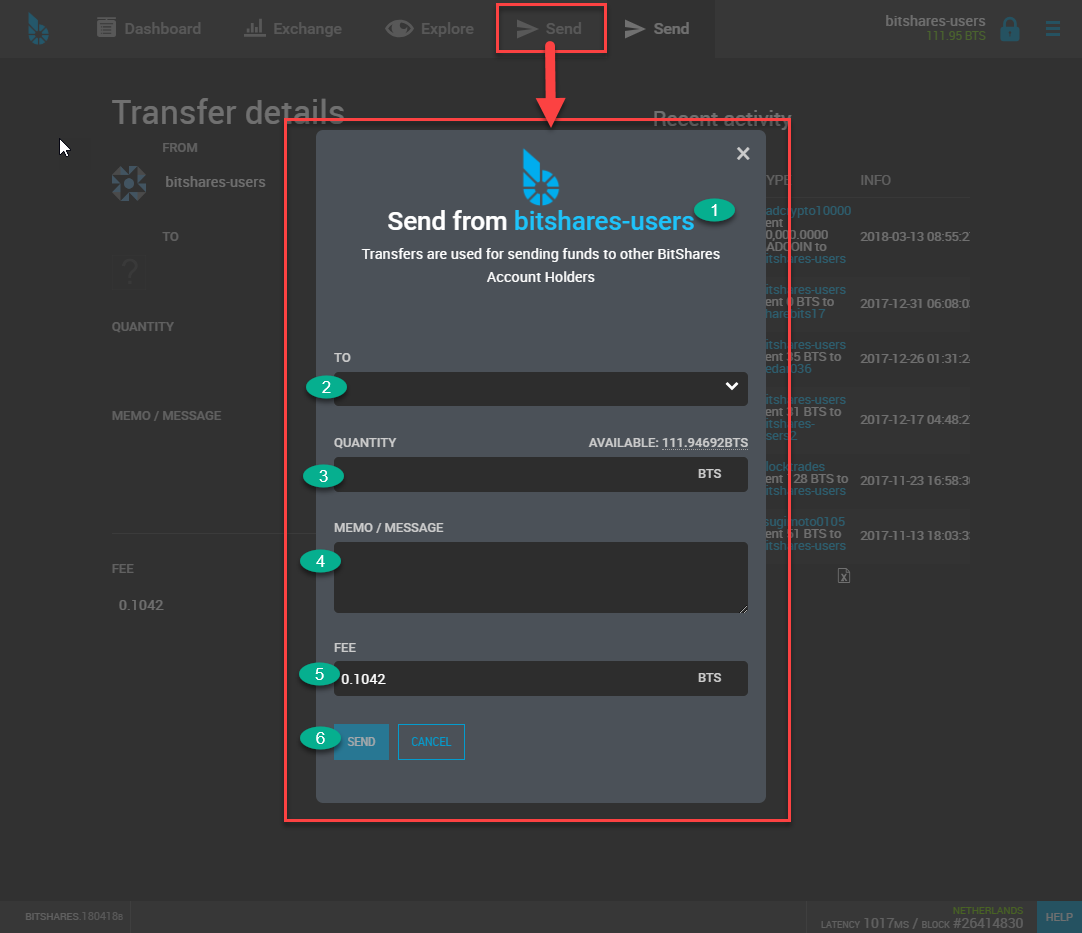 Dashboard
Exchange
Explore
Send
Send
bitshares-users
111.95 BTS
Transfer details
Recent activity
FROM
bitshares-users
TO
?
QUANTITY
MEMO / MESSAGE
FEE
0.1042
Send from bitshares-users
1
Transfers are used for sending funds to other BitShares
Account Holders
TO
2
QUANTITY
AVAILABLE: 111.94692BTS
3
BTS
MEMO / MESSAGE
4
FEE
5
0.1042
BTS
6
SEND
CANCEL
TYPE
INFO
adcrypto10000
ent
0,000.0000
ADCOIN to
itshares-users
2018-03-13 08:55:2
itshares-users
ent 0 BTS to
harebits17
2017-12-31 06:08:0
itshares-users
ent 35 BTS to
edai036
2017-12-26 01:31:2
itshares-users
ent 31 BTS to
itshares-
sers2
2017-12-17 04:48:2
locktrades
ent 128 BTS to
itshares-users
2017-11-23 16:58:3
sugimoto0105
ent 51 BTS to
itshares-users
2017-11-13 18:03:3
BITSHARES.180418B
NETHERLANDS
LATENCY 1017MS / BLOCK #26414830
HELP